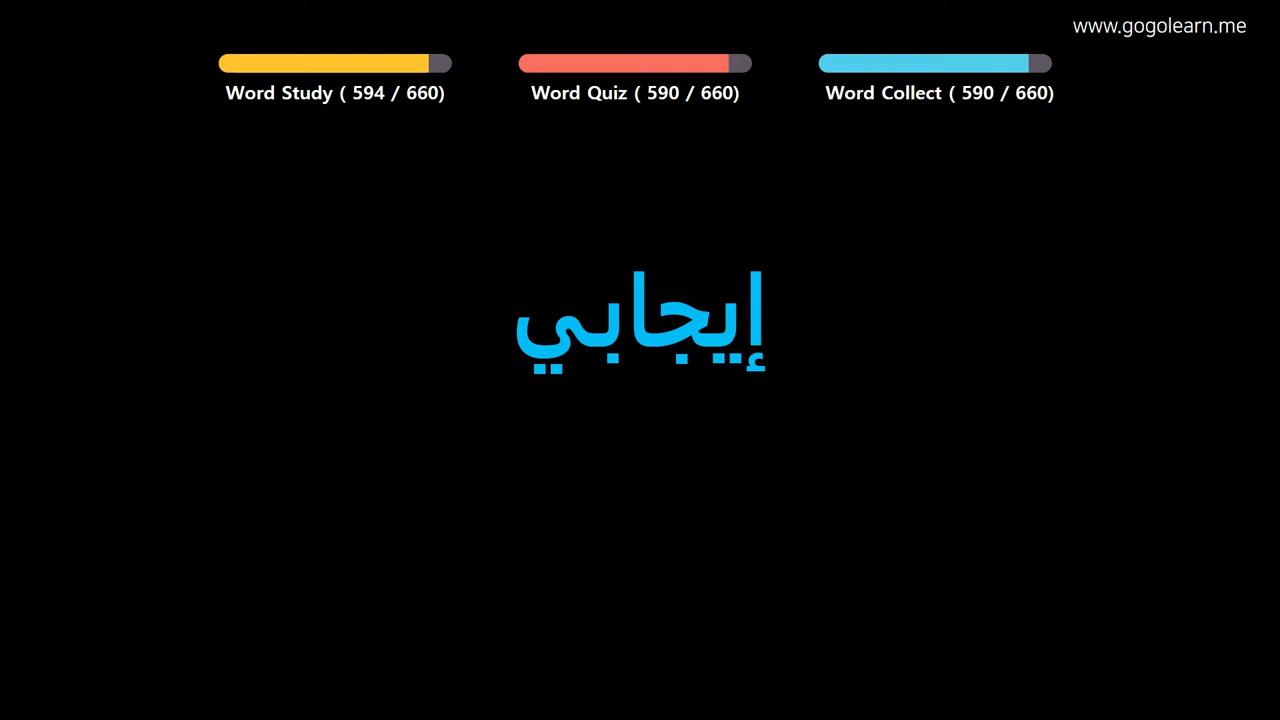 www.gogolearn.me
Word Study ( 594 / 660)
Word Quiz ( 590 / 660)
Word Collect ( 590 / 660)
إيجابي